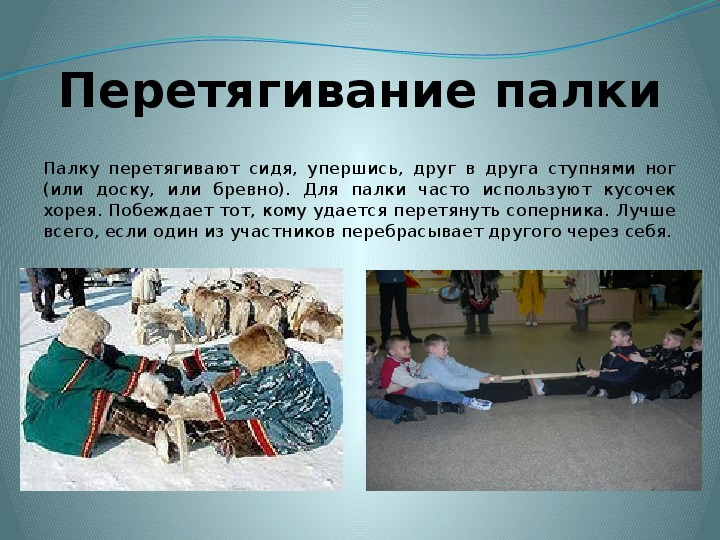 Перетягивание палки
Палку перетягивают сидя, упершись, друг в друга ступнями ног
(или доску, или бревно). Для палки часто используют кусочек
хорея. Побеждает тот, кому удается перетянуть соперника. Лучше
всего, если один из участников перебрасывает другого через себя.